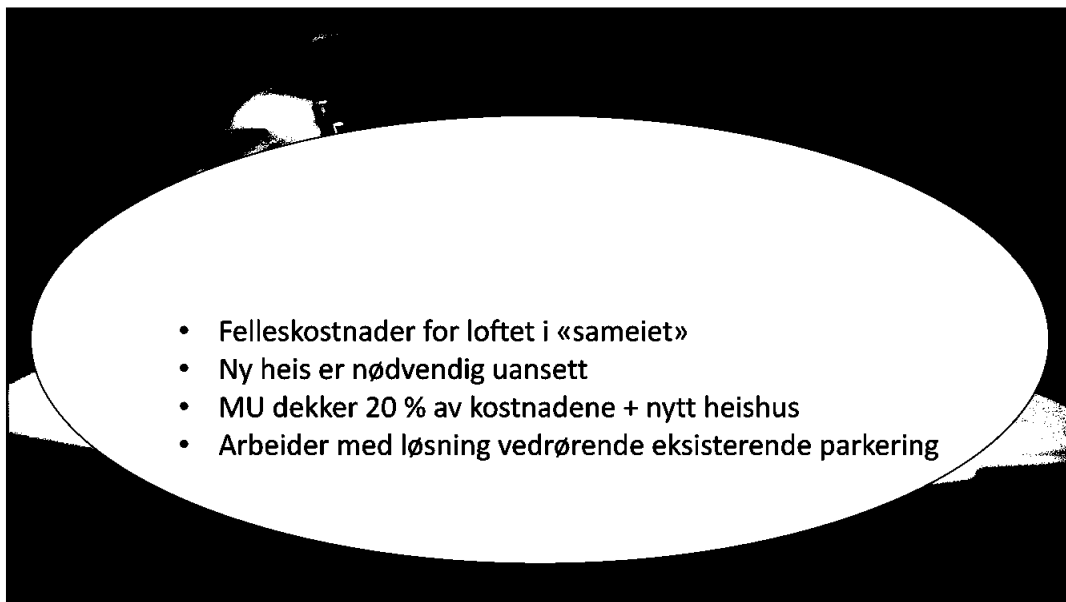 • Felleskostnader for loftet i «sameiet»
• Ny heis er nødvendig uansett
• MU dekker 20 % av kostnadene + nytt heishus
• Arbeider med løsning vedrørende eksisterende parkering